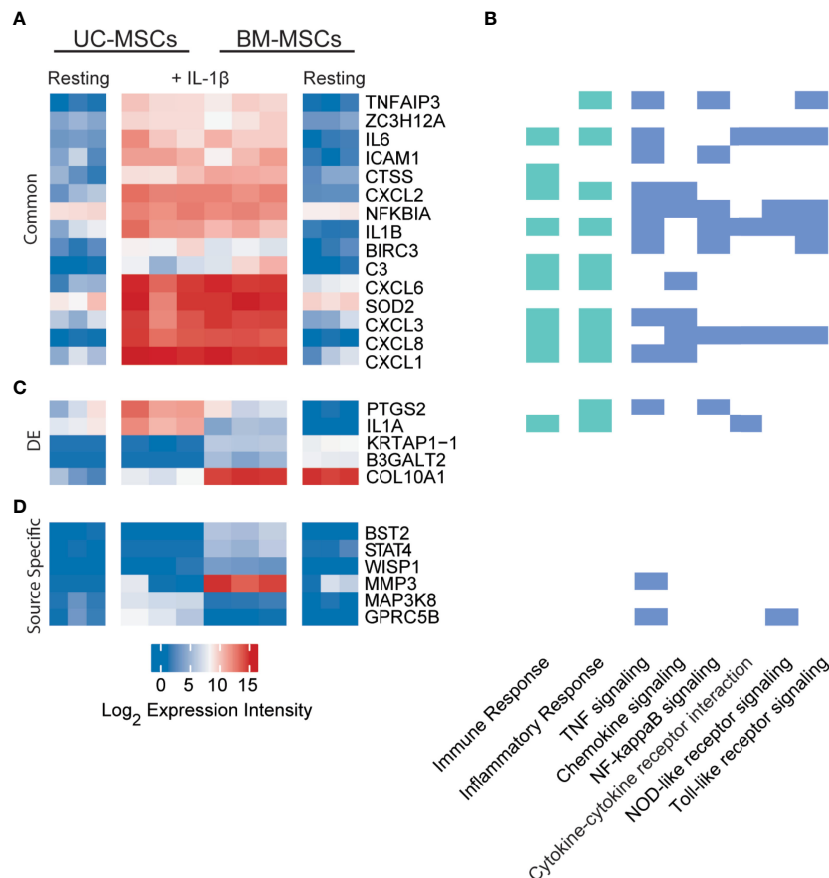 A
B
UC-MSCs
BM-MSCs
Resting
+ IL-1β
Resting
Common
TNFAIP3
ZC3H12A
IL6
ICAM1
CTSS
CXCL2
NFKBIA
IL1B
BIRC3
C3
CXCL6
SOD2
CXCL3
CXCL8
CXCL1
C
DE
PTGS2
IL1A
KRTAP1-1
B3GALT2
COL10A1
D
Source Specific
BST2
STAT4
WISP1
MMP3
MAP3K8
GPRC5B
0 5 10 15
Log2 Expression Intensity
Immune Response
Inflammatory Response
TNF signaling
Chemokine signaling
NF-kappaB signaling
Cytokine-cytokine receptor interaction
NOD-like receptor signaling
Toll-like receptor signaling